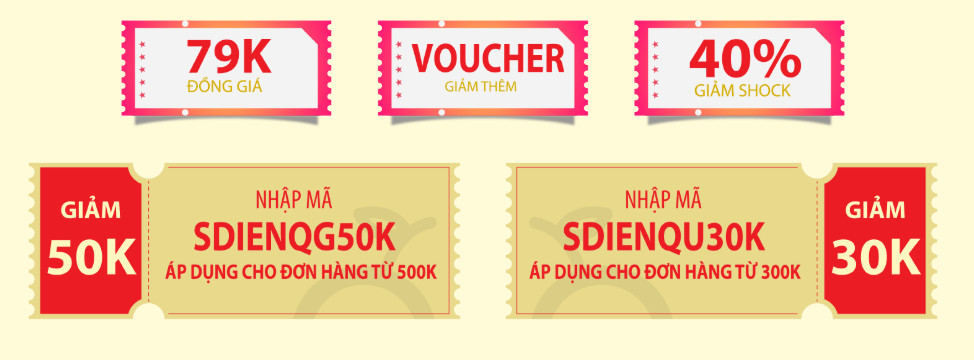 79K
ĐỒNG GIÁ
VOUCHER
GIẢM THÊM
40%
GIẢM SHOCK
GIẢM
50K
NHẬP MÃ
SDIENQG50K
ÁP DỤNG CHO ĐƠN HÀNG TỪ 500K
NHẬP MÃ
SDIENQU30K
ÁP DỤNG CHO ĐƠN HÀNG TỪ 300K
GIẢM
30K